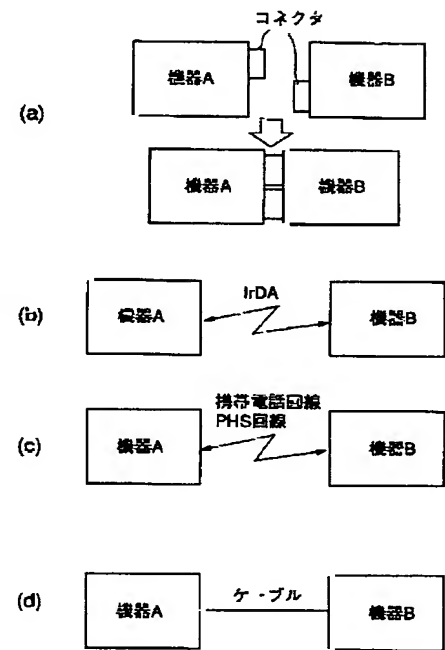 コネクタ
(a)
機器A
機器B
機器A
機器B
(b)
機器A
IrDA
機器B
(c)
機器A
携帯電話回線
PHS回線
機器B
(d)
機器A
ケーブル
機器B